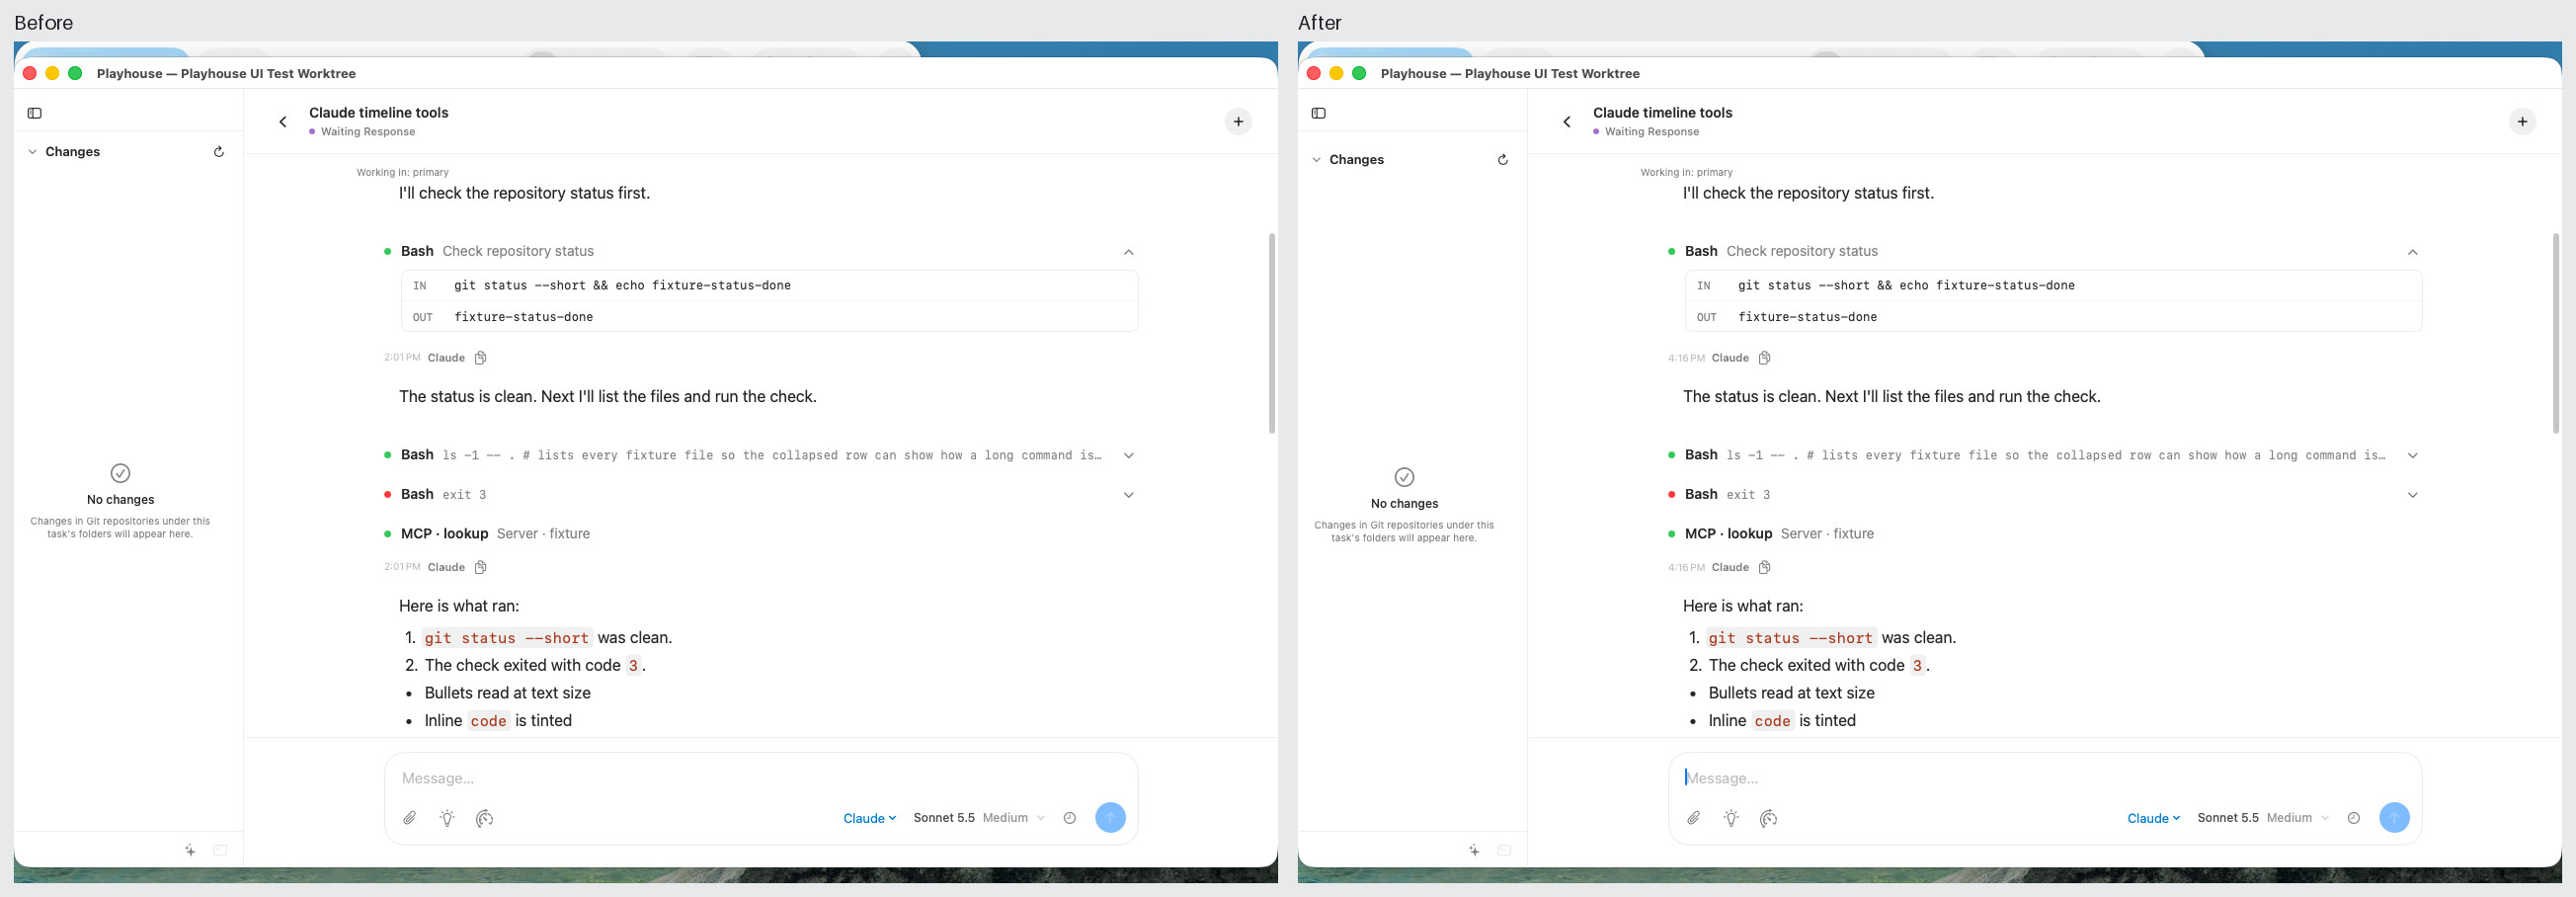 Before
Playhouse — Playhouse UI Test Worktree
Changes
No changes
Changes in Git repositories under this
task's folders will appear here.
Claude timeline tools
Waiting Response
Working in: primary
I'll check the repository status first.
Bash Check repository status
IN git status --short && echo fixture-status-done
OUT fixture-status-done
2:01 PM Claude
The status is clean. Next I'll list the files and run the check.
Bash ls -1 -- . # lists every fixture file so the collapsed row can show how a long command is…
Bash exit 3
MCP · lookup Server · fixture
2:01 PM Claude
Here is what ran:
1. git status --short was clean.
2. The check exited with code 3.
• Bullets read at text size
• Inline code is tinted
Message...
Claude Sonnet 5.5 Medium
After
Playhouse — Playhouse UI Test Worktree
Changes
No changes
Changes in Git repositories under this
task's folders will appear here.
Claude timeline tools
Waiting Response
Working in: primary
I'll check the repository status first.
Bash Check repository status
IN git status --short && echo fixture-status-done
OUT fixture-status-done
4:16 PM Claude
The status is clean. Next I'll list the files and run the check.
Bash ls -1 -- . # lists every fixture file so the collapsed row can show how a long command is…
Bash exit 3
MCP · lookup Server · fixture
4:16 PM Claude
Here is what ran:
1. git status --short was clean.
2. The check exited with code 3.
• Bullets read at text size
• Inline code is tinted
Message...
Claude Sonnet 5.5 Medium